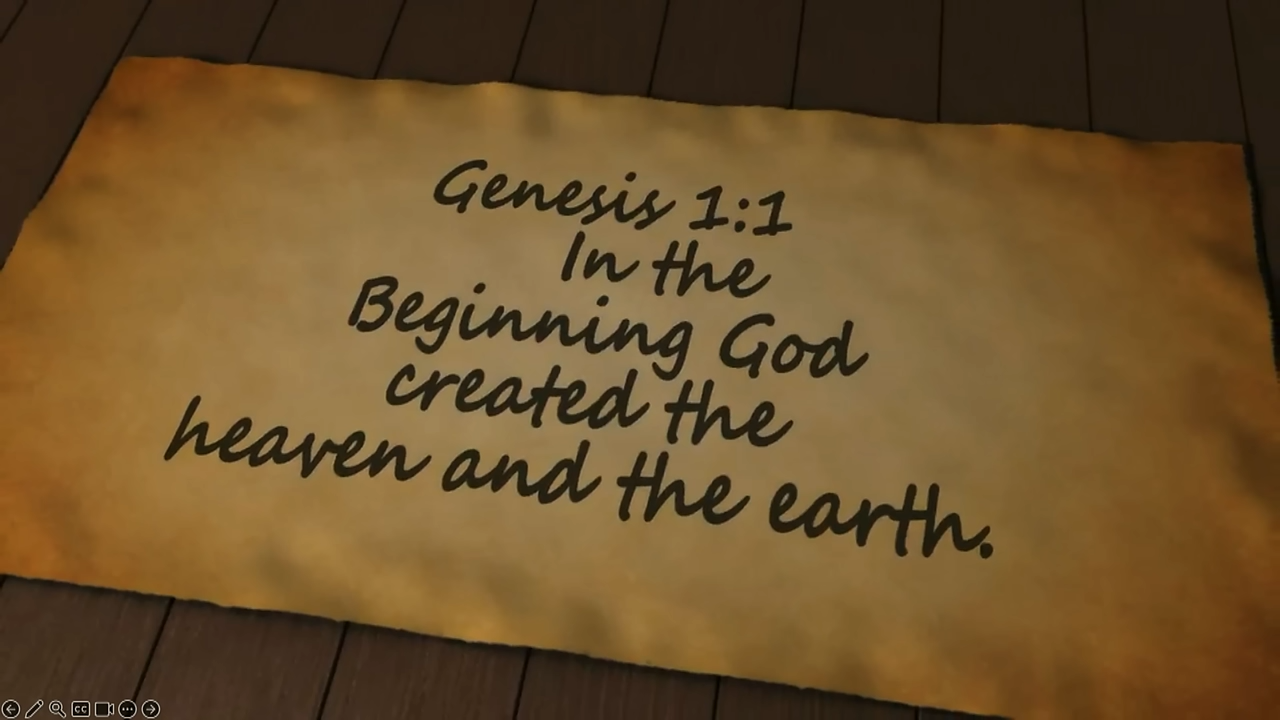 Genesis 1:1
In the
Beginning God
created the
heaven and the earth.